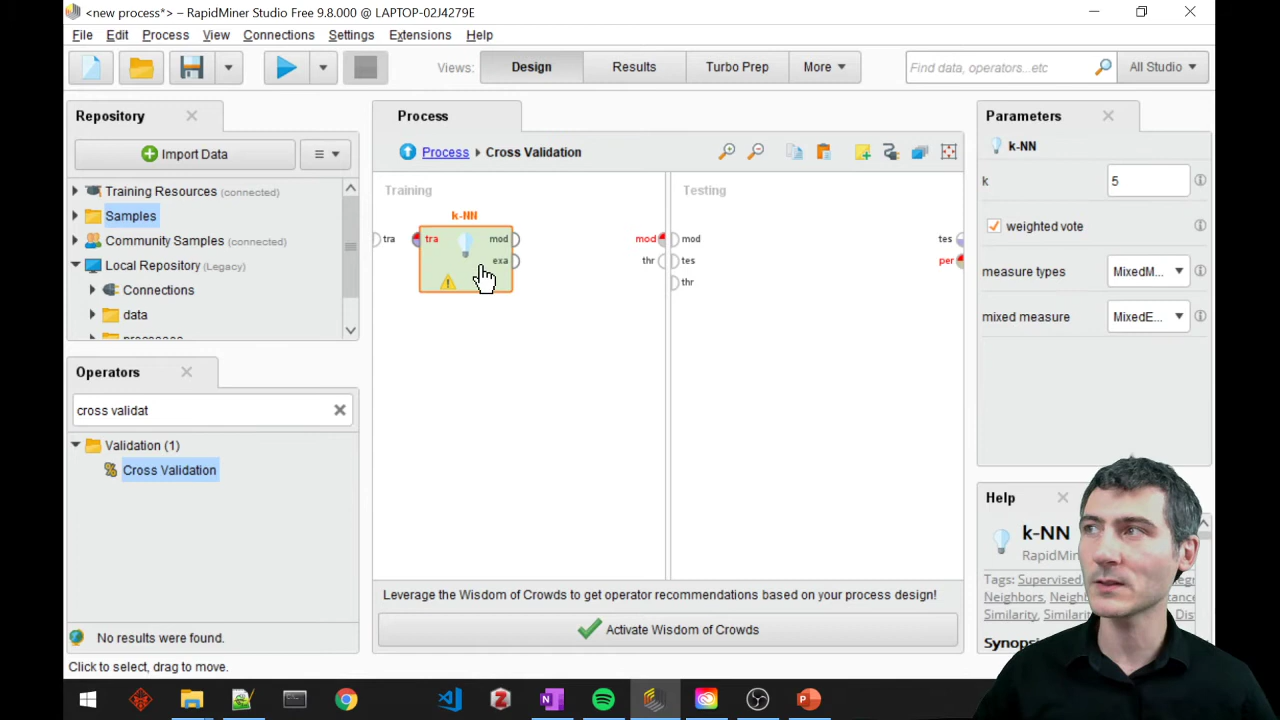 <new process*> – RapidMiner Studio Free 9.8.000 @ LAPTOP-02J4279E
File Edit Process View Connections Settings Extensions Help
Views: Design Results Turbo Prep More Find data, operators...etc All Studio
Repository
Import Data
Training Resources (connected)
Samples
Community Samples (connected)
Local Repository (Legacy)
Connections
data
Operators
cross validat
Validation (1)
Cross Validation
No results were found.
Click to select, drag to move.
Process
Process Cross Validation
Training
Testing
k-NN
tra tra mod mod mod tes
exa thr tes per
thr
Leverage the Wisdom of Crowds to get operator recommendations based on your process design!
Activate Wisdom of Crowds
Parameters
k-NN
k 5
weighted vote
measure types MixedM...
mixed measure MixedE...
Help
k-NN
RapidMiner
Tags: Supervised
Neighbors,
Similarity,
Synopsis